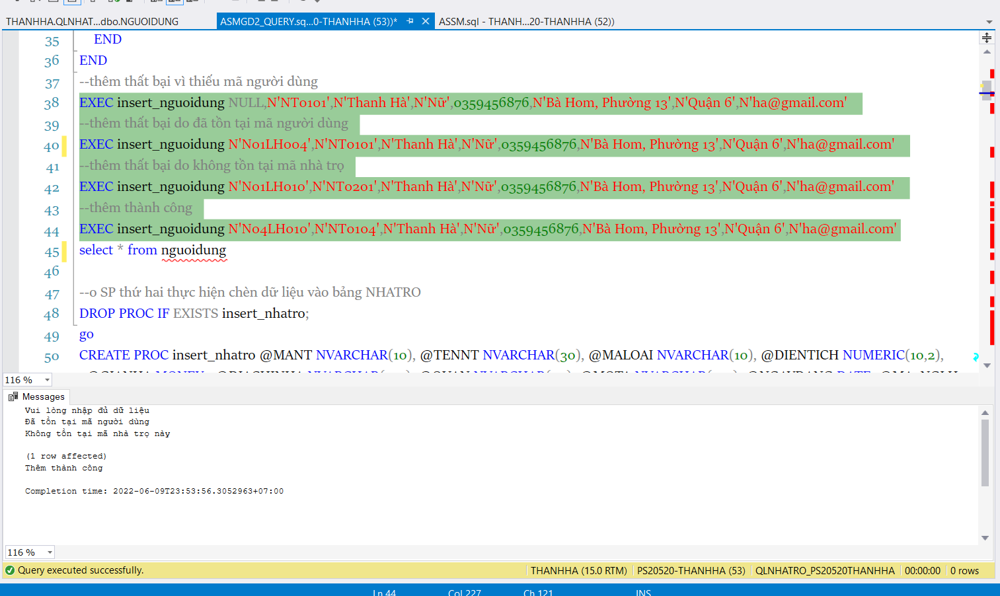 THANHHA.QLNHAT...dbo.NGUOIDUNG ASMGD2_QUERY.sq...0-THANHHA (53))* ASSM.sql - THANH...20-THANHHA (52))
35 END
36 END
37 --thêm thất bại vì thiếu mã người dùng
38 EXEC insert_nguoidung NULL,N'NT0101',N'Thanh Hà',N'Nữ',0359456876,N'Bà Hom, Phường 13',N'Quận 6',N'ha@gmail.com'
39 --thêm thất bại do đã tồn tại mã người dùng
40 EXEC insert_nguoidung N'N01LH004',N'NT0101',N'Thanh Hà',N'Nữ',0359456876,N'Bà Hom, Phường 13',N'Quận 6',N'ha@gmail.com'
41 --thêm thất bại do không tồn tại mã nhà trọ
42 EXEC insert_nguoidung N'N01LH010',N'NT0201',N'Thanh Hà',N'Nữ',0359456876,N'Bà Hom, Phường 13',N'Quận 6',N'ha@gmail.com'
43 --thêm thành công
44 EXEC insert_nguoidung N'N04LH010',N'NT0104',N'Thanh Hà',N'Nữ',0359456876,N'Bà Hom, Phường 13',N'Quận 6',N'ha@gmail.com'
45 select * from nguoidung
46
47 --o SP thứ hai thực hiện chèn dữ liệu vào bảng NHATRO
48 DROP PROC IF EXISTS insert_nhatro;
49 go
50 CREATE PROC insert_nhatro @MANT NVARCHAR(10), @TENNT NVARCHAR(30), @MALOAI NVARCHAR(10), @DIENTICH NUMERIC(10,2),
116 %
Messages
Vui lòng nhập đủ dữ liệu
Đã tồn tại mã người dùng
Không tồn tại mã nhà trọ này
(1 row affected)
Thêm thành công
Completion time: 2022-06-09T23:53:56.3052963+07:00
116 %
Query executed successfully. THANHHA (15.0 RTM) PS20520-THANHHA (53) QLNHATRO_PS20520THANHHA 00:00:00 0 rows
Ln 44 Col 227 Ch 121 INS